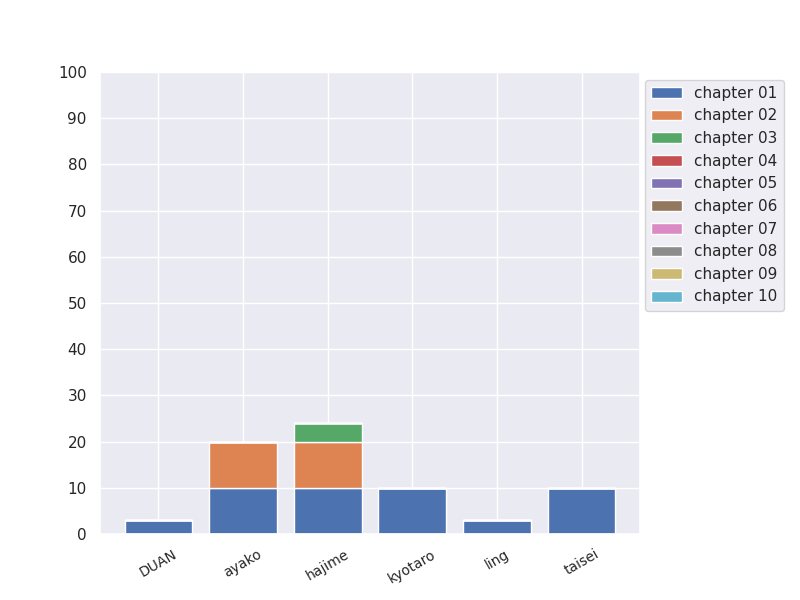 100
90
80
70
60
50
40
30
20
10
0
DUAN
ayako
hajime
kyotaro
ling
taisei
chapter 01
chapter 02
chapter 03
chapter 04
chapter 05
chapter 06
chapter 07
chapter 08
chapter 09
chapter 10